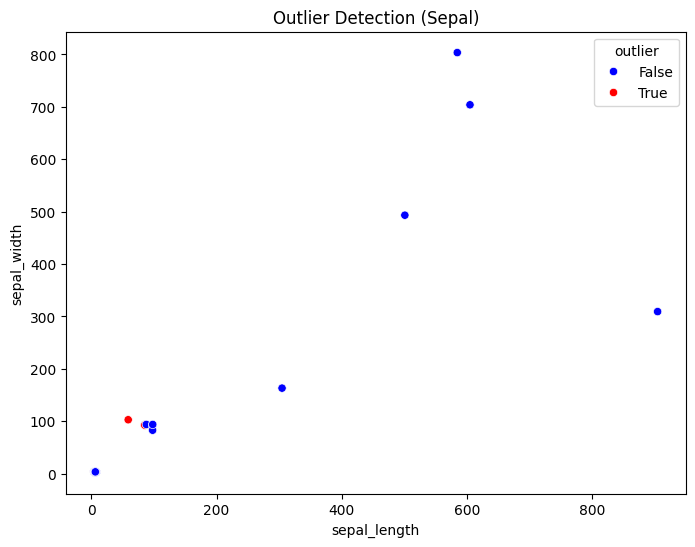 Outlier Detection (Sepal)
outlier
False
True
800
700
600
500
400
300
200
100
0
sepal_width
0 200 400 600 800
sepal_length